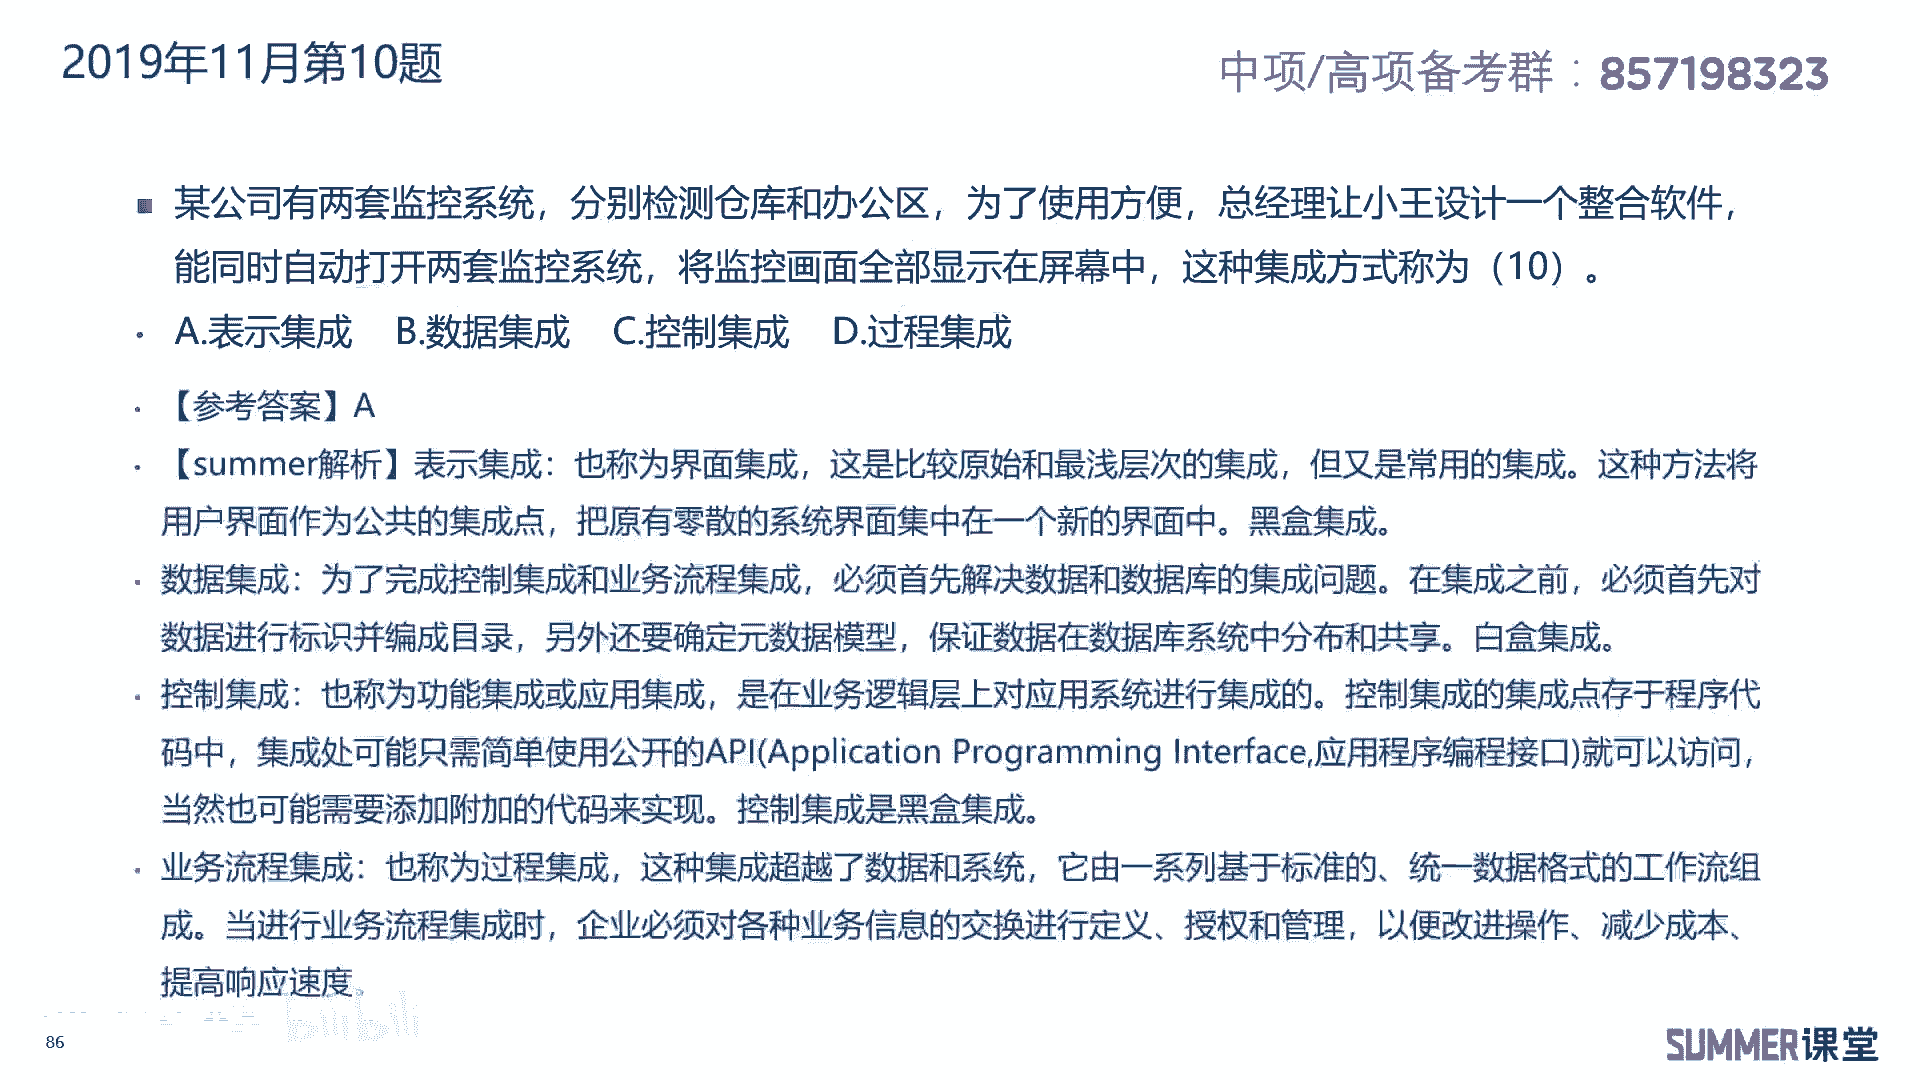 2019年11月第10题
中项/高项备考群：857198323
■ 某公司有两套监控系统，分别检测仓库和办公区，为了使用方便，总经理让小王设计一个整合软件，
能同时自动打开两套监控系统，将监控画面全部显示在屏幕中，这种集成方式称为（10）。
• A.表示集成 B.数据集成 C.控制集成 D.过程集成
• 【参考答案】A
• 【summer解析】表示集成：也称为界面集成，这是比较原始和最浅层次的集成，但又是常用的集成。这种方法将
用户界面作为公共的集成点，把原有零散的系统界面集中在一个新的界面中。黑盒集成。
• 数据集成：为了完成控制集成和业务流程集成，必须首先解决数据和数据库的集成问题。在集成之前，必须首先对
数据进行标识并编成目录，另外还要确定元数据模型，保证数据在数据库系统中分布和共享。白盒集成。
• 控制集成：也称为功能集成或应用集成，是在业务逻辑层上对应用系统进行集成的。控制集成的集成点存于程序代
码中，集成处可能只需简单使用公开的API(Application Programming Interface,应用程序编程接口)就可以访问，
当然也可能需要添加附加的代码来实现。控制集成是黑盒集成。
• 业务流程集成：也称为过程集成，这种集成超越了数据和系统，它由一系列基于标准的、统一数据格式的工作流组
成。当进行业务流程集成时，企业必须对各种业务信息的交换进行定义、授权和管理，以便改进操作、减少成本、
提高响应速度。
bilibili
86
SUMMER课堂